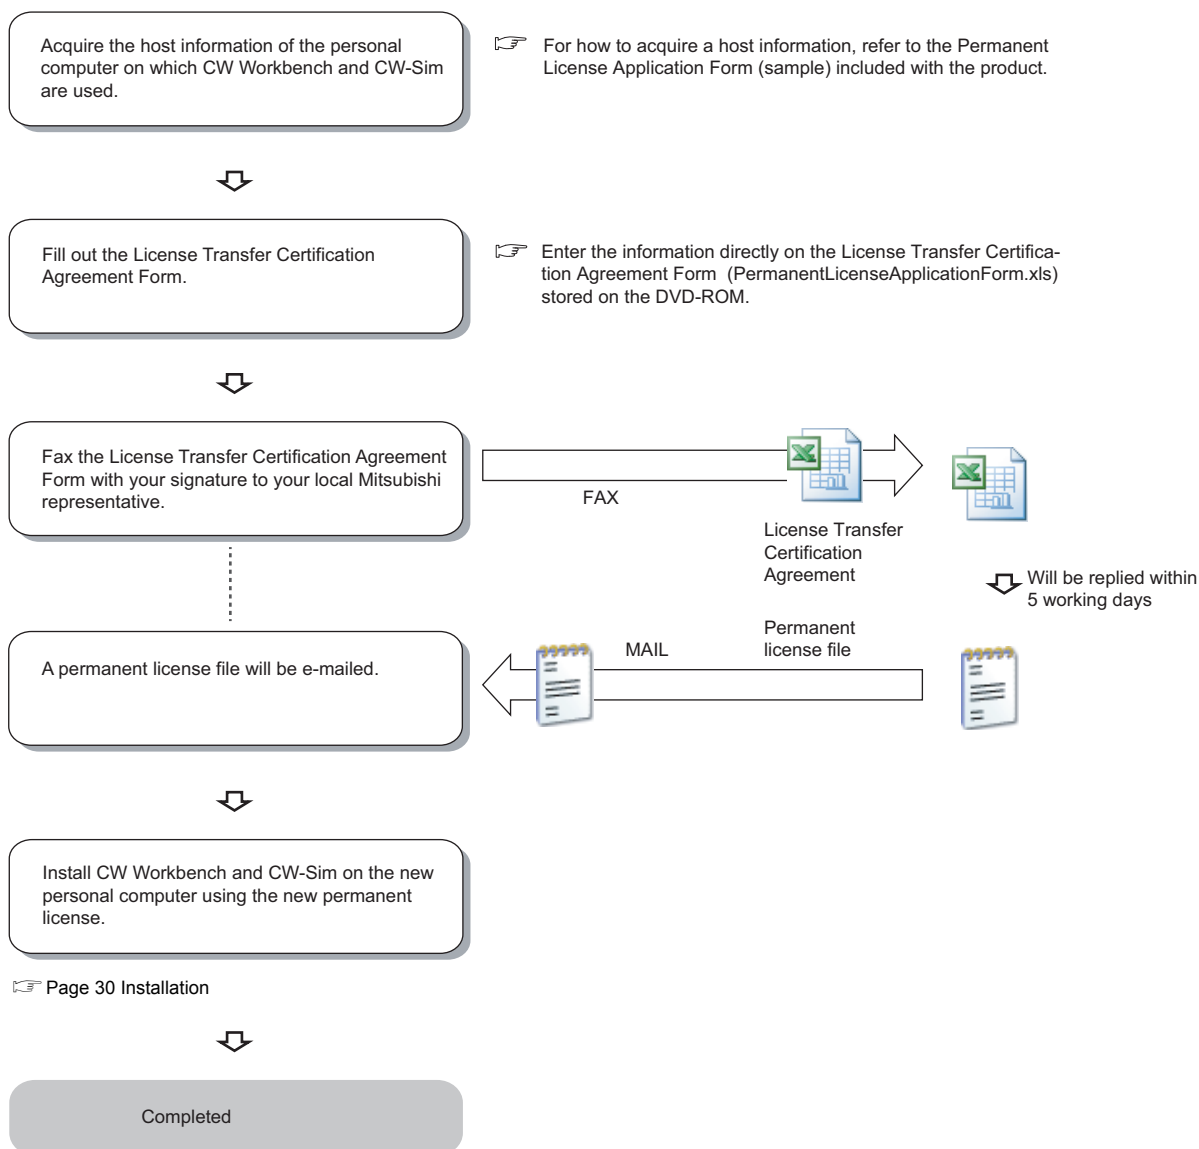 Acquire the host information of the personal
computer on which CW Workbench and CW-Sim
are used.
For how to acquire a host information, refer to the Permanent
License Application Form (sample) included with the product.
Fill out the License Transfer Certification
Agreement Form.
Enter the information directly on the License Transfer Certifica-
tion Agreement Form (PermanentLicenseApplicationForm.xls)
stored on the DVD-ROM.
Fax the License Transfer Certification Agreement
Form with your signature to your local Mitsubishi
representative.
FAX
License Transfer
Certification
Agreement
Will be replied within
5 working days
A permanent license file will be e-mailed.
MAIL
Permanent
license file
Install CW Workbench and CW-Sim on the new
personal computer using the new permanent
license.
Page 30 Installation
Completed